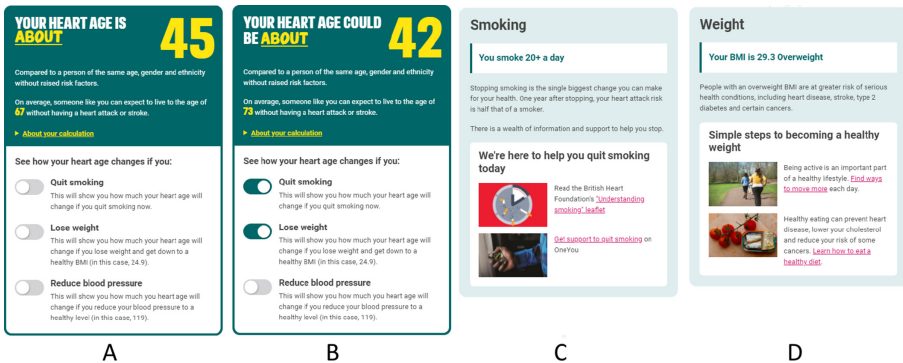 YOUR HEART AGE IS
ABOUT
45
Compared to a person of the same age, gender and ethnicity
without raised risk factors.
On average, someone like you can expect to live to the age of
67 without having a heart attack or stroke.
► About your calculation
See how your heart age changes if you:
Quit smoking
This will show you how much your heart age will
change if you quit smoking now.
Lose weight
This will show you how much your heart age will
change if you lose weight and get down to a
healthy BMI (in this case, 24.9).
Reduce blood pressure
This will show you how much you heart age will
change if you reduce your blood pressure to a
healthy level (in this case, 119).
A
YOUR HEART AGE COULD
BE ABOUT
42
Compared to a person of the same age, gender and ethnicity
without raised risk factors.
On average, someone like you can expect to live to the age of
73 without having a heart attack or stroke.
► About your calculation
See how your heart age changes if you:
Quit smoking
This will show you how much your heart age will
change if you quit smoking now.
Lose weight
This will show you how much your heart age will
change if you lose weight and get down to a
healthy BMI (in this case, 24.9).
Reduce blood pressure
This will show you how much you heart age will
change if you reduce your blood pressure to a
healthy level (in this case, 119).
B
Smoking
You smoke 20+ a day
Stopping smoking is the single biggest change you can make
for your health. One year after stopping, your heart attack risk
is half that of a smoker.
There is a wealth of information and support to help you stop.
We're here to help you quit smoking
today
Read the British Heart
Foundation's "Understanding
smoking" leaflet
Get support to quit smoking on
OneYou
C
Weight
Your BMI is 29.3 Overweight
People with an overweight BMI are at greater risk of serious
health conditions, including heart disease, stroke, type 2
diabetes and certain cancers.
Simple steps to becoming a healthy
weight
Being active is an important part
of a healthy lifestyle. Find ways
to move more each day.
Healthy eating can prevent heart
disease, lower your cholesterol
and reduce your risk of some
cancers. Learn how to eat a
healthy diet.
D